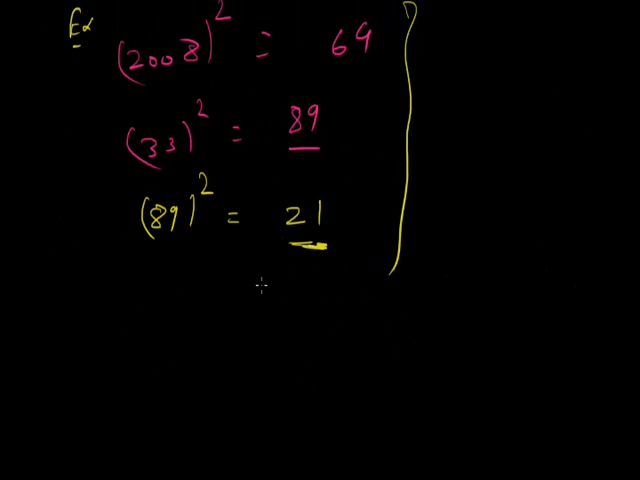 Ex
(2008)² = 64
(33)² = 89
(89)² = 21